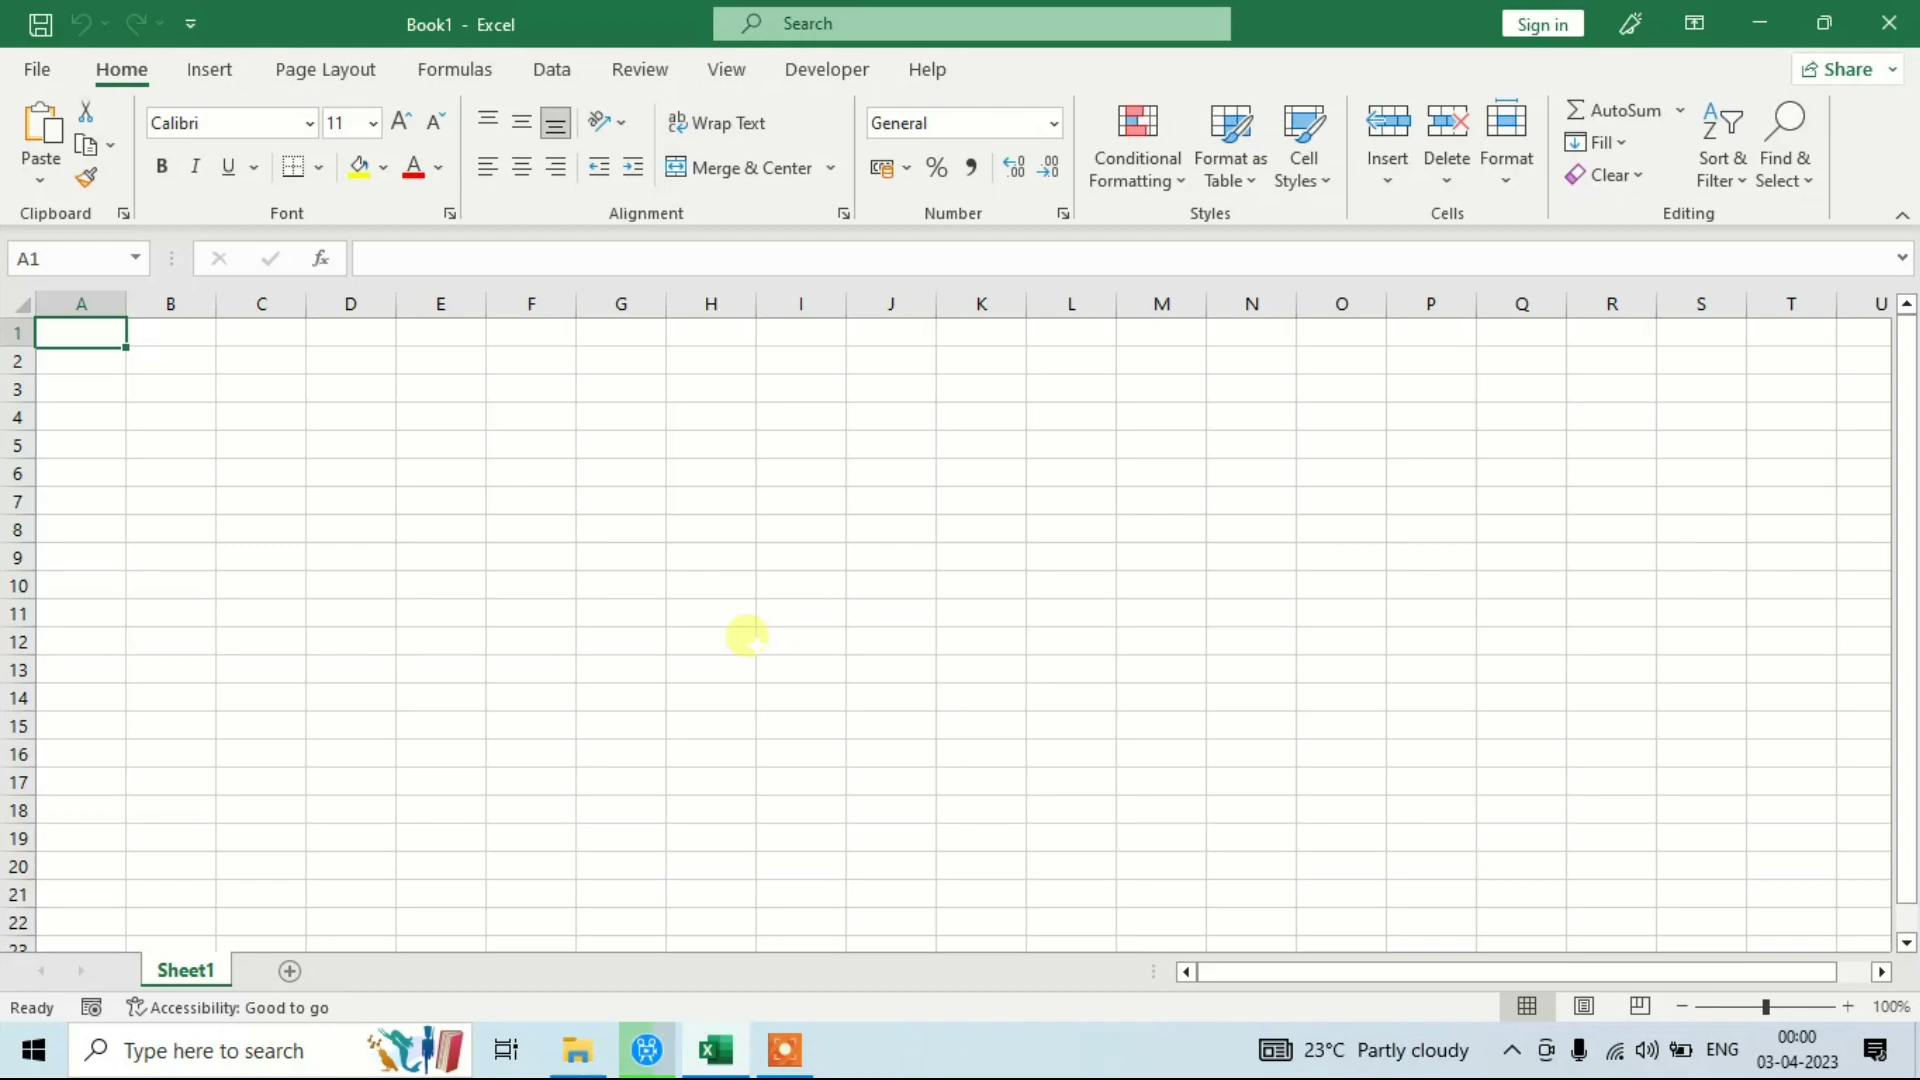 Book1 - Excel
Search
Sign in
File Home Insert Page Layout Formulas Data Review View Developer Help
Share
Paste
Calibri 11
B I U A
Wrap Text
Merge & Center
General
%
Conditional Formatting
Format as Table
Cell Styles
Insert Delete Format
AutoSum
Fill
Clear
Sort & Filter
Find & Select
Clipboard Font Alignment Number Styles Cells Editing
A1 fx
A B C D E F G H I J K L M N O P Q R S T U
1
2
3
4
5
6
7
8
9
10
11
12
13
14
15
16
17
18
19
20
21
22
23
Sheet1
Ready Accessibility: Good to go 100%
Type here to search 23°C Partly cloudy ENG 00:00
03-04-2023